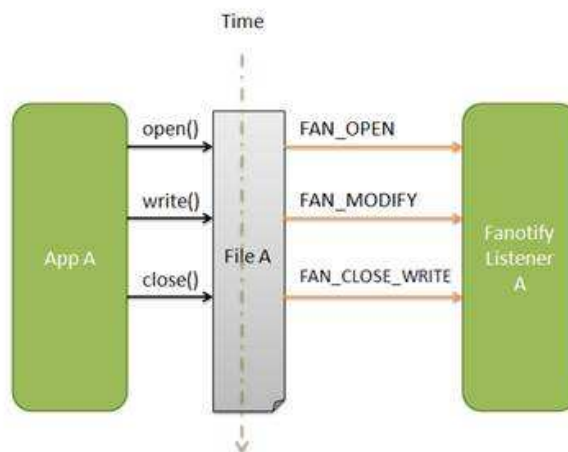 Time
open()
FAN_OPEN
write()
FAN_MODIFY
App A
File A
Fanotify
Listener
A
close()
FAN_CLOSE_WRITE